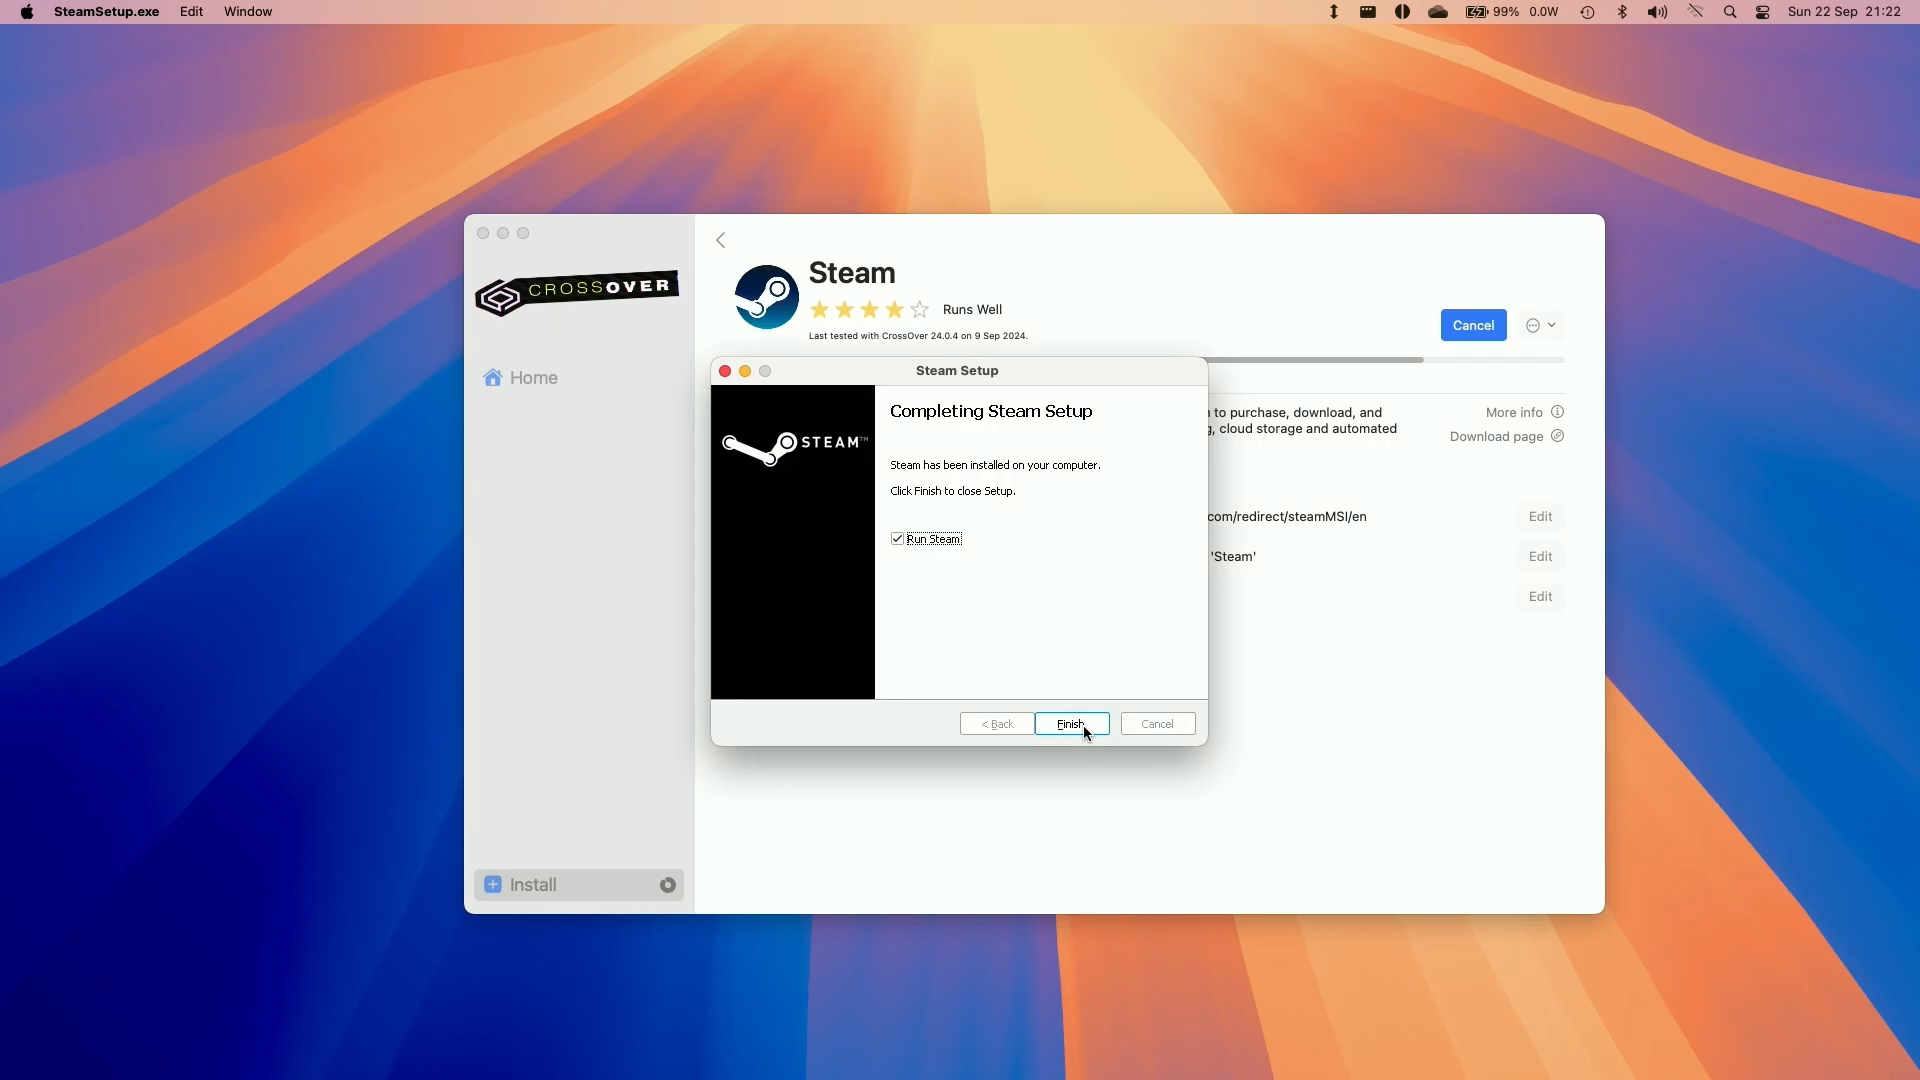 SteamSetup.exe Edit Window 99% 0.0W Sun 22 Sep 21:22
CROSSOVER
Home
Install
Steam
Runs Well
Last tested with CrossOver 24.0.4 on 9 Sep 2024.
Cancel
to purchase, download, and
g, cloud storage and automated
More info
Download page
com/redirect/steamMSI/en
Edit
'Steam'
Edit
Edit
Steam Setup
STEAM™
Completing Steam Setup
Steam has been installed on your computer.
Click Finish to close Setup.
Run Steam
< Back Finish Cancel